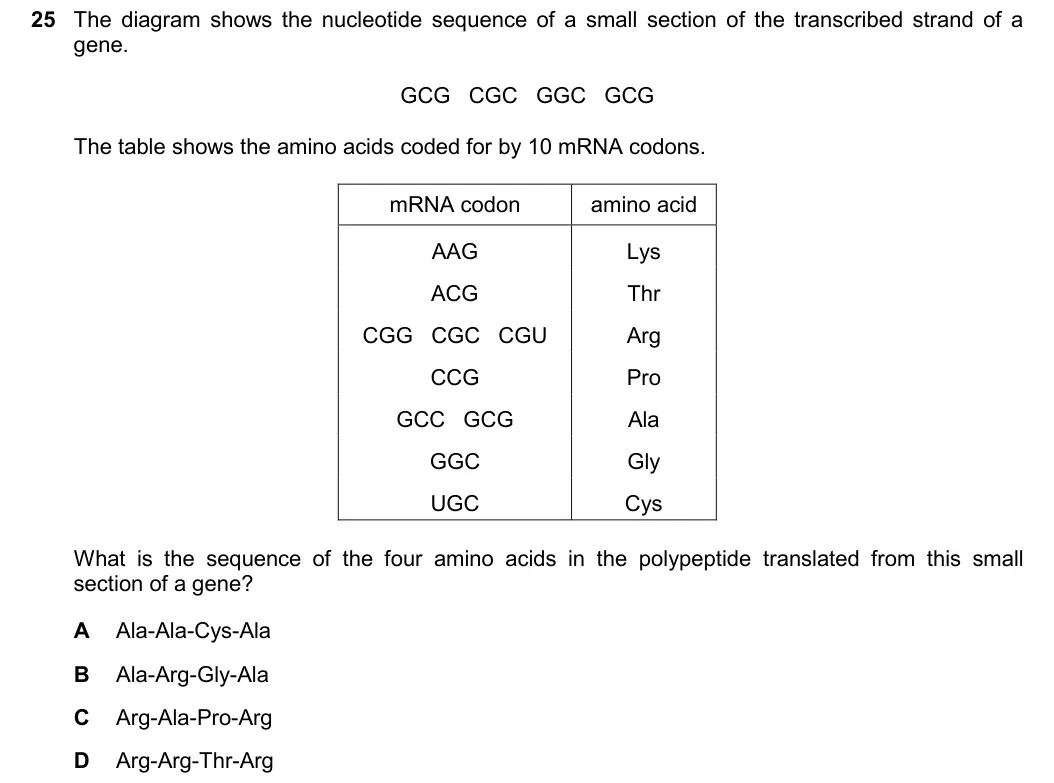 25 The diagram shows the nucleotide sequence of a small section of the transcribed strand of a
gene.
GCG CGC GGC GCG
The table shows the amino acids coded for by 10 mRNA codons.
mRNA codon amino acid
AAG Lys
ACG Thr
CGG CGC CGU Arg
CCG Pro
GCC GCG Ala
GGC Gly
UGC Cys
What is the sequence of the four amino acids in the polypeptide translated from this small
section of a gene?
A Ala-Ala-Cys-Ala
B Ala-Arg-Gly-Ala
C Arg-Ala-Pro-Arg
D Arg-Arg-Thr-Arg